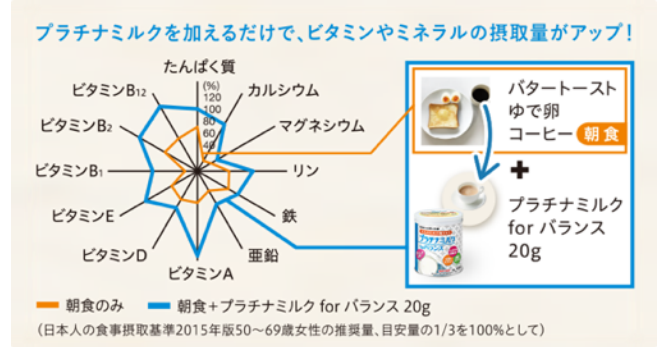 プラチナミルクを加えるだけで、ビタミンやミネラルの摂取量がアップ!
たんぱく質
(%)
120
100
80
60
40
カルシウム
マグネシウム
リン
鉄
亜鉛
ビタミンA
ビタミンD
ビタミンE
ビタミンB1
ビタミンB2
ビタミンB12
バタートースト
ゆで卵
コーヒー 朝食
+
プラチナミルク
for バランス
20g
プラチナミルク
朝食のみ 朝食+プラチナミルク for バランス 20g
(日本人の食事摂取基準2015年版50〜69歳女性の推奨量、目安量の1/3を100%として)